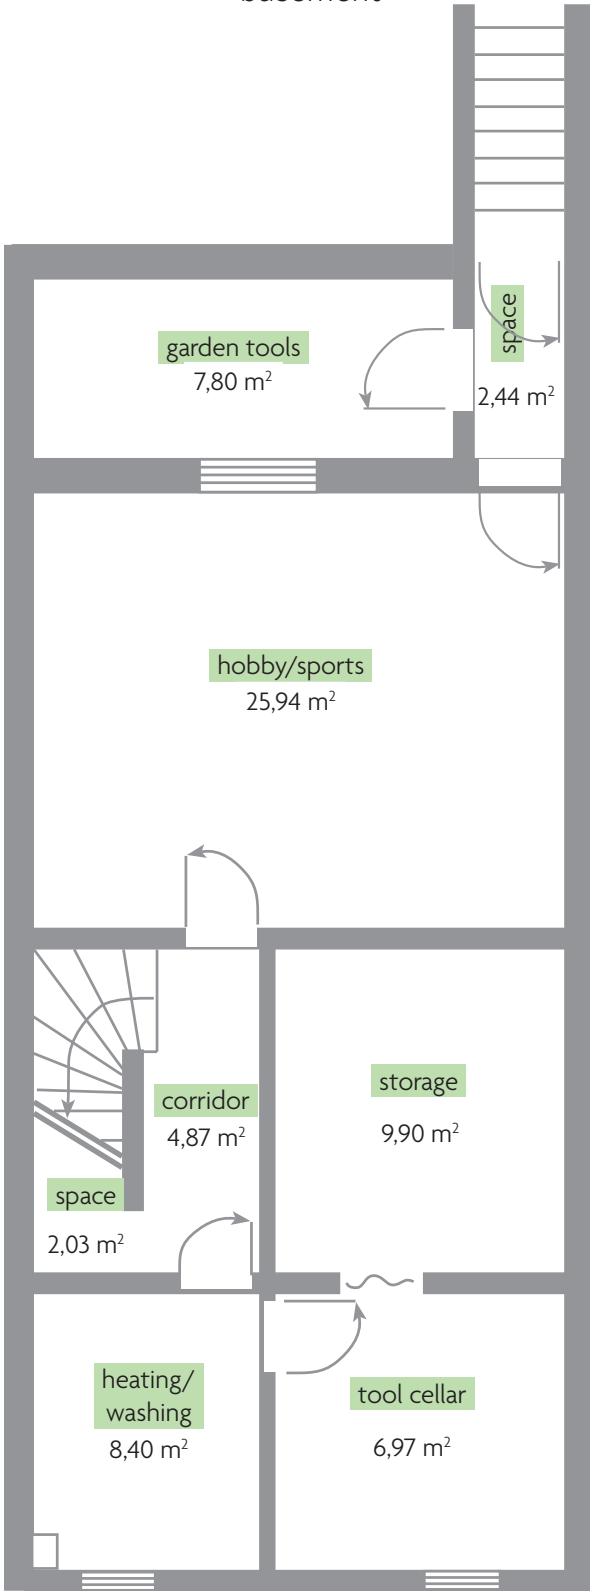 basement
space
2,44 m²
garden tools
7,80 m²
hobby/sports
25,94 m²
corridor
4,87 m²
storage
9,90 m²
space
2,03 m²
heating/
washing
8,40 m²
tool cellar
6,97 m²